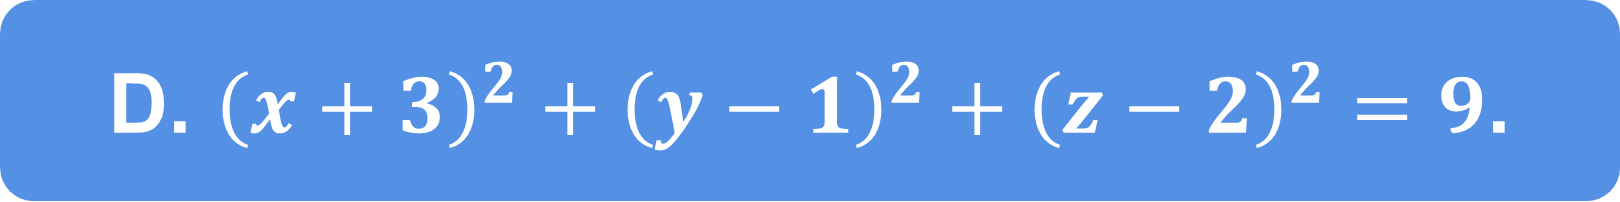 D. (x + 3)² + (y − 1)² + (z − 2)² = 9.